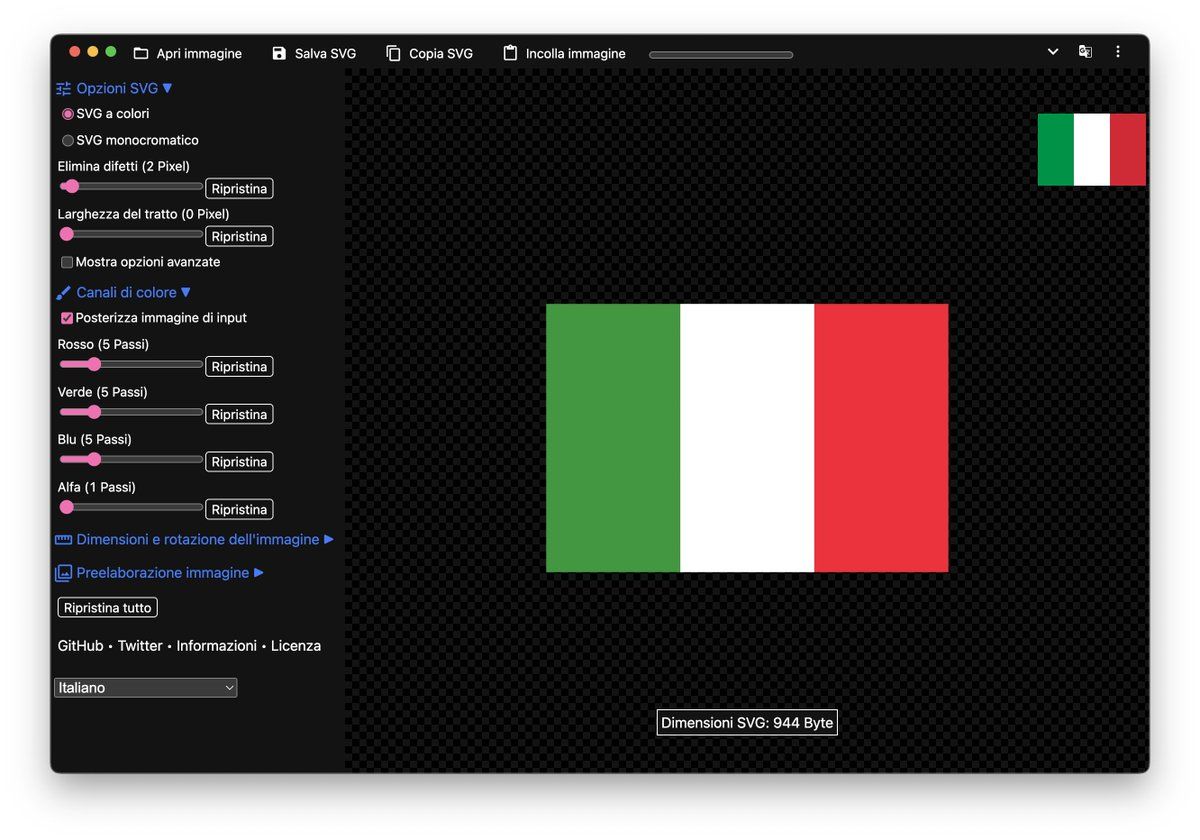 Apri immagine Salva SVG Copia SVG Incolla immagine
Opzioni SVG
SVG a colori
SVG monocromatico
Elimina difetti (2 Pixel)
Ripristina
Larghezza del tratto (0 Pixel)
Ripristina
Mostra opzioni avanzate
Canali di colore
Posterizza immagine di input
Rosso (5 Passi)
Ripristina
Verde (5 Passi)
Ripristina
Blu (5 Passi)
Ripristina
Alfa (1 Passi)
Ripristina
Dimensioni e rotazione dell'immagine
Preelaborazione immagine
Ripristina tutto
GitHub • Twitter • Informazioni • Licenza
Italiano
Dimensioni SVG: 944 Byte